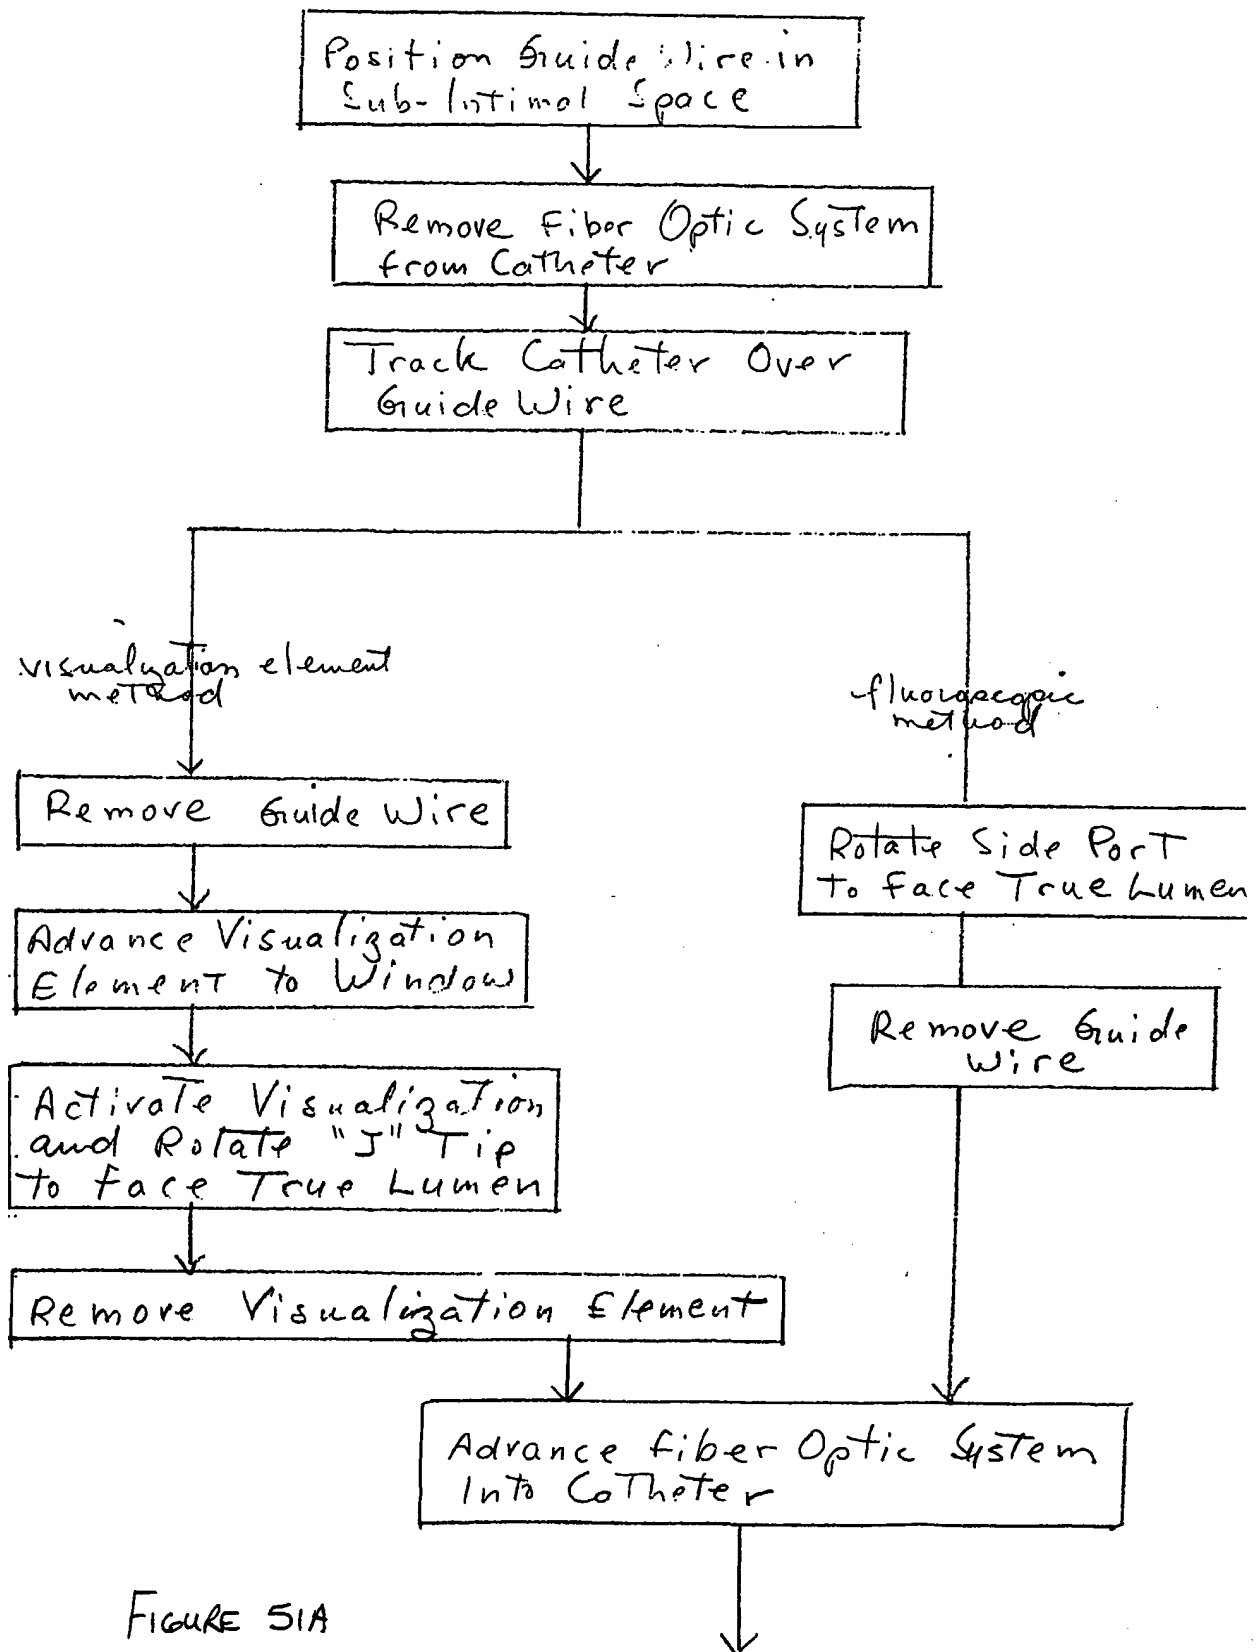 Position Guide Wire in
Sub-Intimal Space
Remove Fiber Optic System
from Catheter
Track Catheter Over
Guide Wire
visualization element
method
fluoroscopic
method
Remove Guide Wire
Advance Visualization
Element to Window
Activate Visualization
and Rotate "J" Tip
to Face True Lumen
Remove Visualization Element
Rotate Side Port
to Face True Lumen
Remove Guide
Wire
Advance Fiber Optic System
Into Catheter
FIGURE 51A